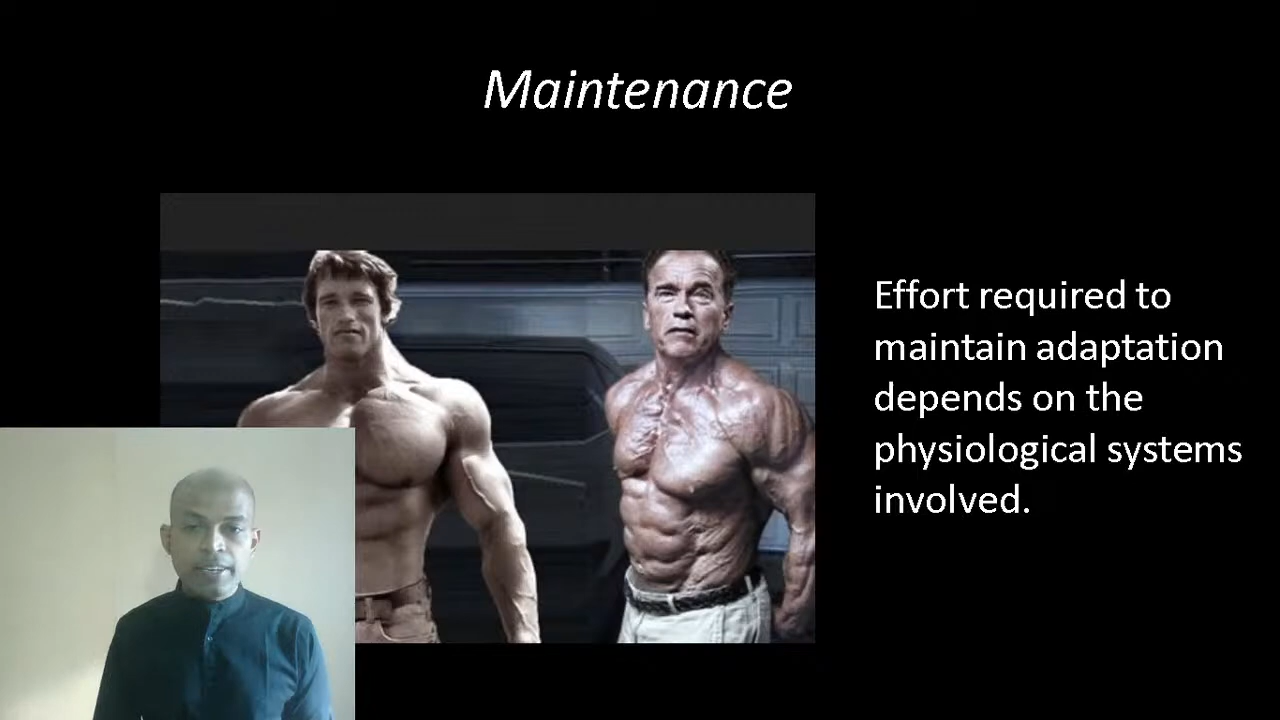 Maintenance
Effort required to
maintain adaptation
depends on the
physiological systems
involved.